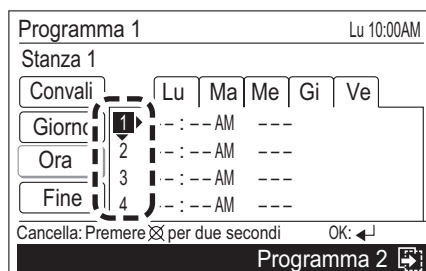 Programma 1 Lu 10:00AM
Stanza 1
Convali Lu Ma Me Gi Ve
Giorno 1 - : - - AM - - -
Ora 2 - : - - AM - - -
3 - : - - AM - - -
Fine 4 - : - - AM - - -
Cancella: Premere per due secondi OK:
Programma 2